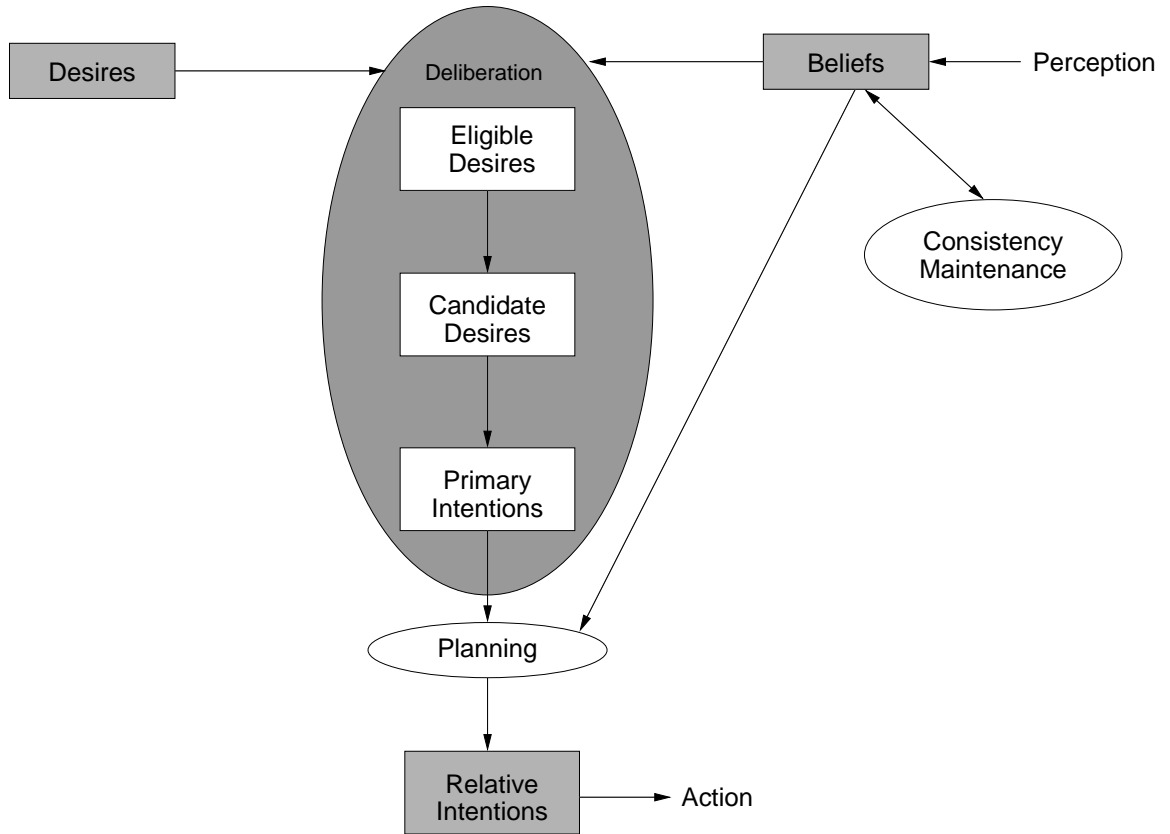 Desires
Deliberation
Beliefs
Perception
Eligible
Desires
Consistency
Maintenance
Candidate
Desires
Primary
Intentions
Planning
Relative
Intentions
Action